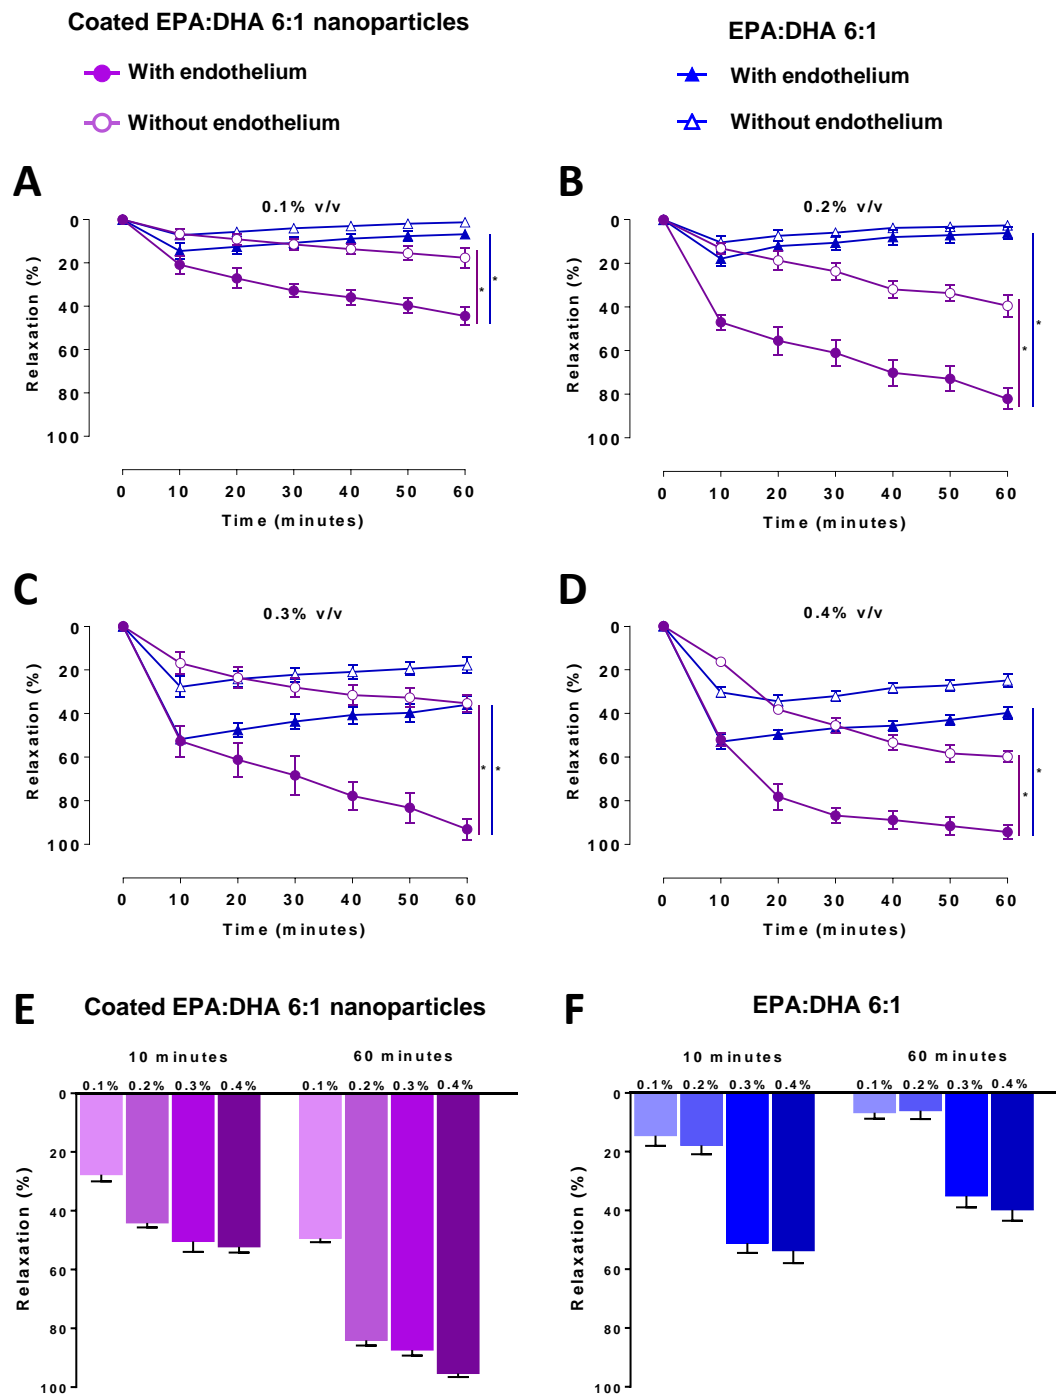 Coated EPA:DHA 6:1 nanoparticles
With endothelium
Without endothelium
EPA:DHA 6:1
With endothelium
Without endothelium
A
0.1% v/v
Relaxation (%)
0
20
40
60
80
100
* *
0 10 20 30 40 50 60
Time (minutes)
B
0.2% v/v
Relaxation (%)
0
20
40
60
80
100
* *
0 10 20 30 40 50 60
Time (minutes)
C
0.3% v/v
Relaxation (%)
0
20
40
60
80
100
* *
0 10 20 30 40 50 60
Time (minutes)
D
0.4% v/v
Relaxation (%)
0
20
40
60
80
100
* *
0 10 20 30 40 50 60
Time (minutes)
E
Coated EPA:DHA 6:1 nanoparticles
10 minutes 60 minutes
0.1% 0.2% 0.3% 0.4% 0.1% 0.2% 0.3% 0.4%
Relaxation (%)
0
20
40
60
80
100
F
EPA:DHA 6:1
10 minutes 60 minutes
0.1% 0.2% 0.3% 0.4% 0.1% 0.2% 0.3% 0.4%
Relaxation (%)
0
20
40
60
80
100